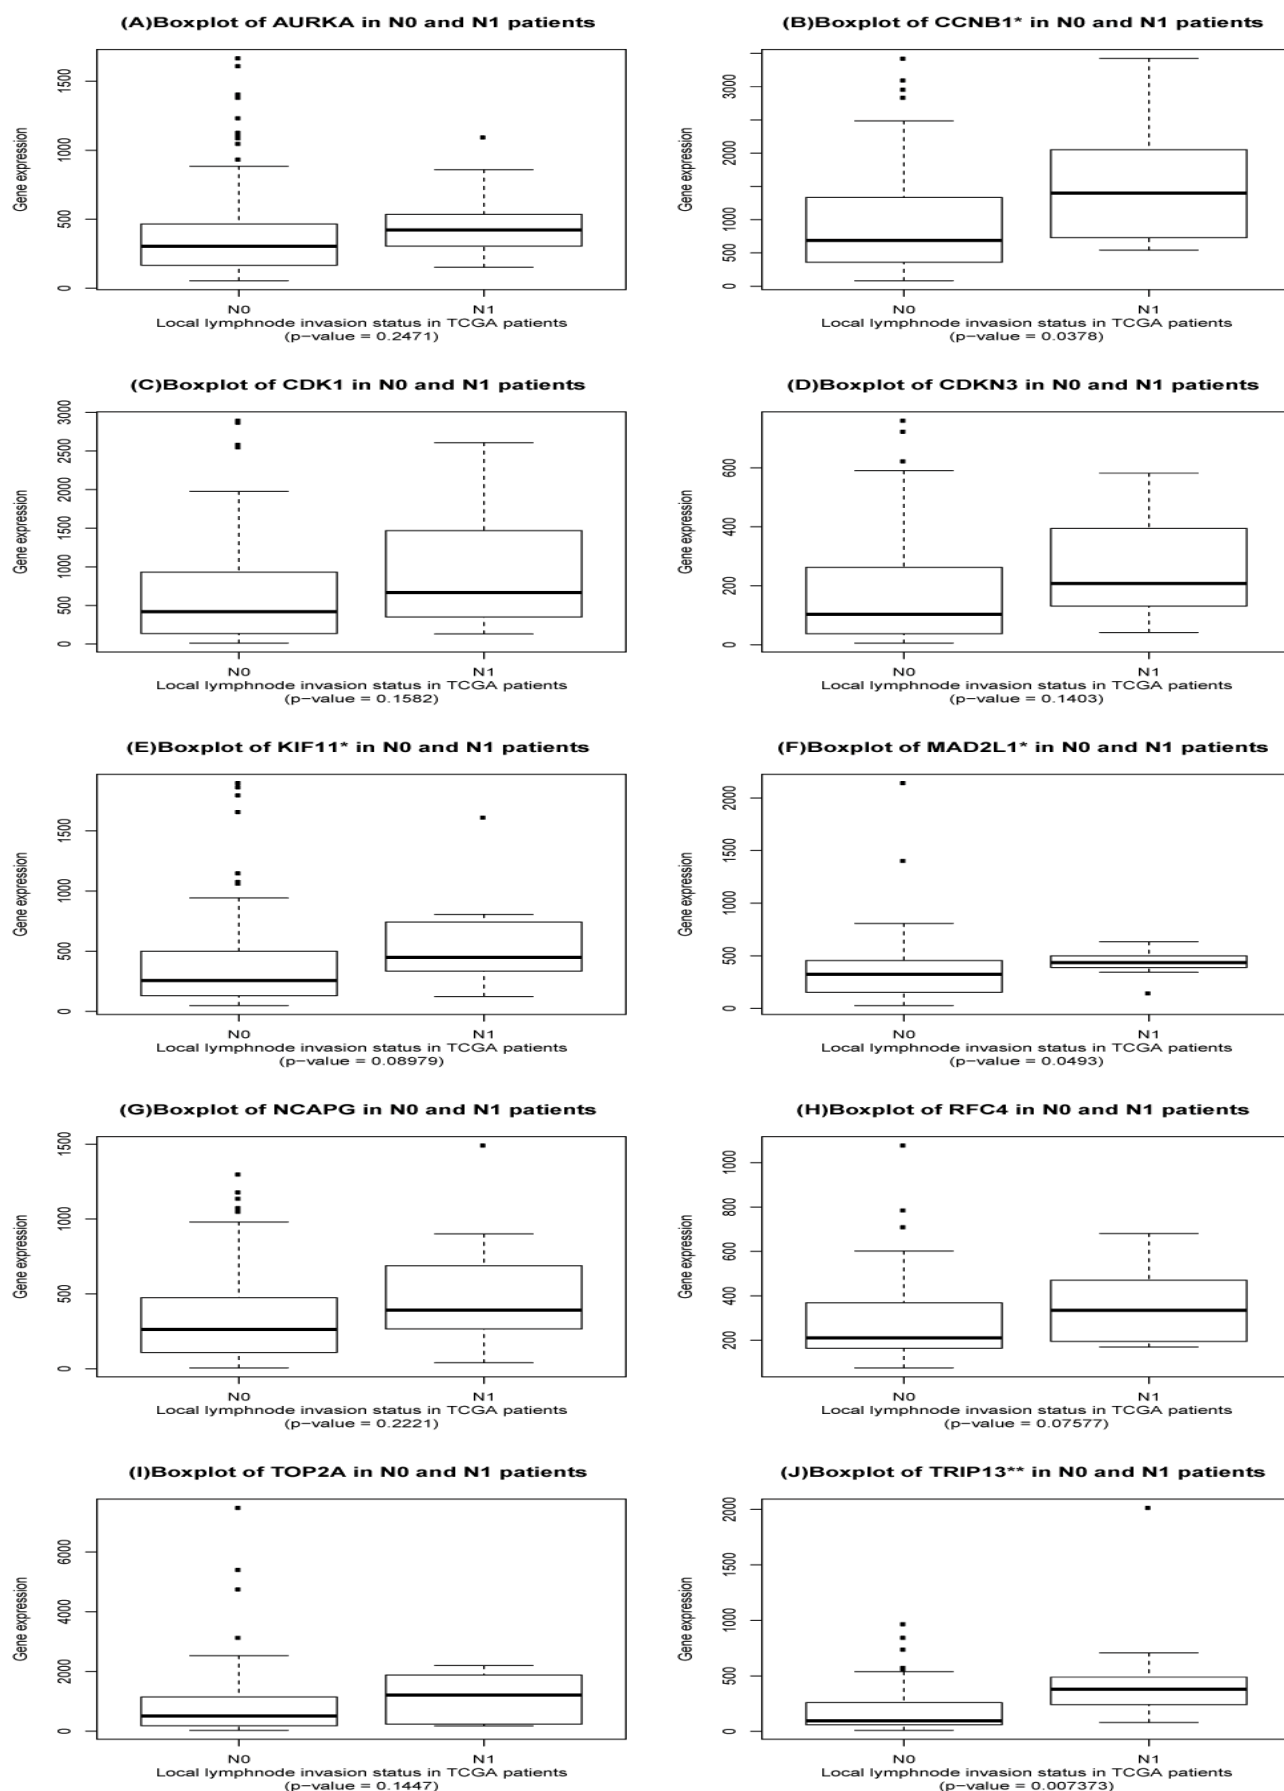 (A)Boxplot of AURKA in N0 and N1 patients
Gene expression
1500
1000
500
0
N0 N1
Local lymphnode invasion status in TCGA patients
(p−value = 0.2471)
(B)Boxplot of CCNB1* in N0 and N1 patients
Gene expression
3000
2000
1000
500
0
N0 N1
Local lymphnode invasion status in TCGA patients
(p−value = 0.0378)
(C)Boxplot of CDK1 in N0 and N1 patients
Gene expression
3000
2500
2000
1500
1000
500
0
N0 N1
Local lymphnode invasion status in TCGA patients
(p−value = 0.1582)
(D)Boxplot of CDKN3 in N0 and N1 patients
Gene expression
600
400
200
0
N0 N1
Local lymphnode invasion status in TCGA patients
(p−value = 0.1403)
(E)Boxplot of KIF11* in N0 and N1 patients
Gene expression
1500
1000
500
0
N0 N1
Local lymphnode invasion status in TCGA patients
(p−value = 0.08979)
(F)Boxplot of MAD2L1* in N0 and N1 patients
Gene expression
2000
1500
1000
500
0
N0 N1
Local lymphnode invasion status in TCGA patients
(p−value = 0.0493)
(G)Boxplot of NCAPG in N0 and N1 patients
Gene expression
1500
1000
500
0
N0 N1
Local lymphnode invasion status in TCGA patients
(p−value = 0.2221)
(H)Boxplot of RFC4 in N0 and N1 patients
Gene expression
1000
800
600
400
200
N0 N1
Local lymphnode invasion status in TCGA patients
(p−value = 0.07577)
(I)Boxplot of TOP2A in N0 and N1 patients
Gene expression
6000
4000
2000
0
N0 N1
Local lymphnode invasion status in TCGA patients
(p−value = 0.1447)
(J)Boxplot of TRIP13** in N0 and N1 patients
Gene expression
2000
1500
1000
500
0
N0 N1
Local lymphnode invasion status in TCGA patients
(p−value = 0.007373)